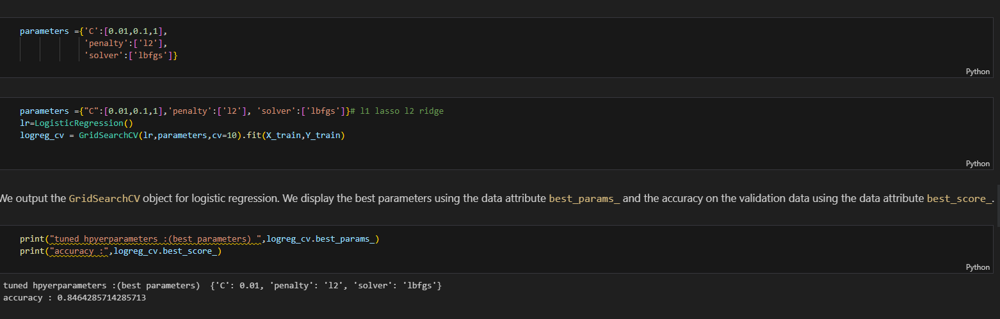 parameters ={'C':[0.01,0.1,1],
'penalty':['l2'],
'solver':['lbfgs']}
Python
parameters ={"C":[0.01,0.1,1],'penalty':['l2'], 'solver':['lbfgs']}# l1 lasso l2 ridge
lr=LogisticRegression()
logreg_cv = GridSearchCV(lr,parameters,cv=10).fit(X_train,Y_train)
Python
We output the GridSearchCV object for logistic regression. We display the best parameters using the data attribute best_params_ and the accuracy on the validation data using the data attribute best_score_.
print("tuned hpyerparameters :(best parameters) ",logreg_cv.best_params_)
print("accuracy :",logreg_cv.best_score_)
Python
tuned hpyerparameters :(best parameters)  {'C': 0.01, 'penalty': 'l2', 'solver': 'lbfgs'}
accuracy : 0.8464285714285713